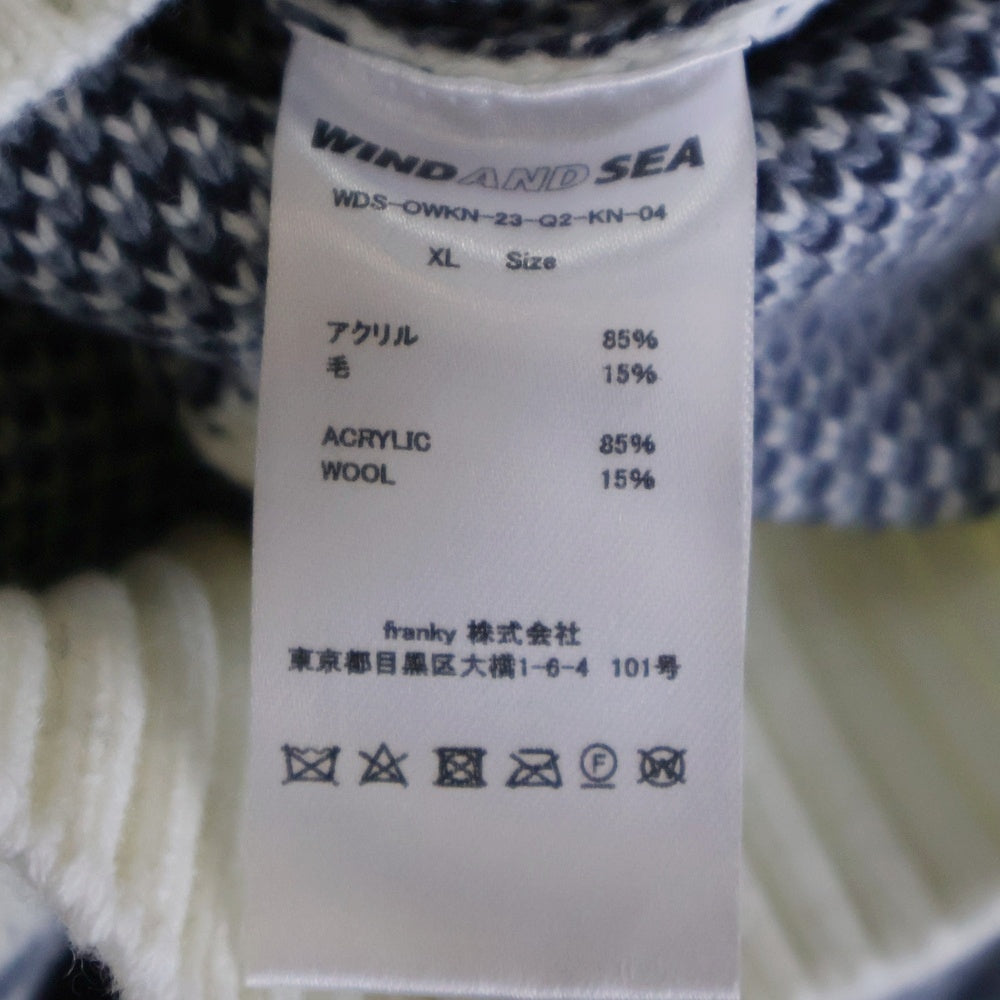 WIND AND SEA
WDS-OWKN-23-Q2-KN-04
XL Size
アクリル 85%
毛 15%
ACRYLIC 85%
WOOL 15%
franky 株式会社
東京都目黒区大橋1-6-4 101号
F W